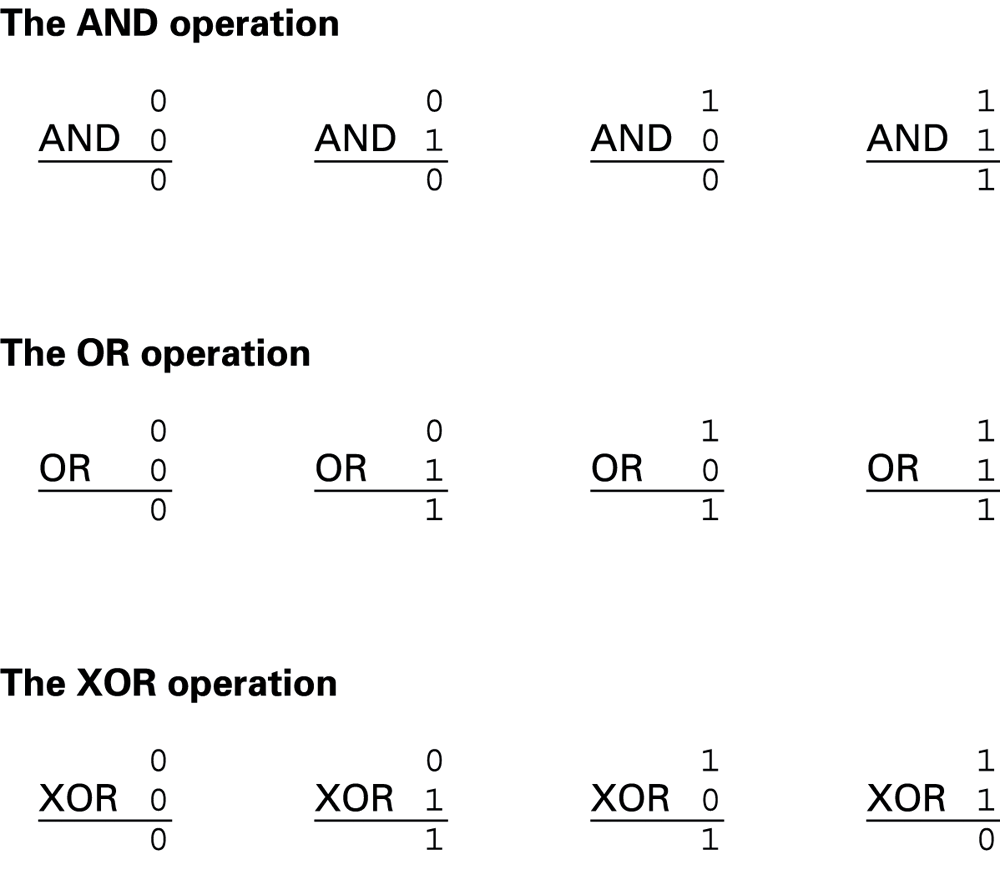 The AND operation
0 0 1 1
AND 0 AND 1 AND 0 AND 1
0 0 0 1
The OR operation
0 0 1 1
OR 0 OR 1 OR 0 OR 1
0 1 1 1
The XOR operation
0 0 1 1
XOR 0 XOR 1 XOR 0 XOR 1
0 1 1 0